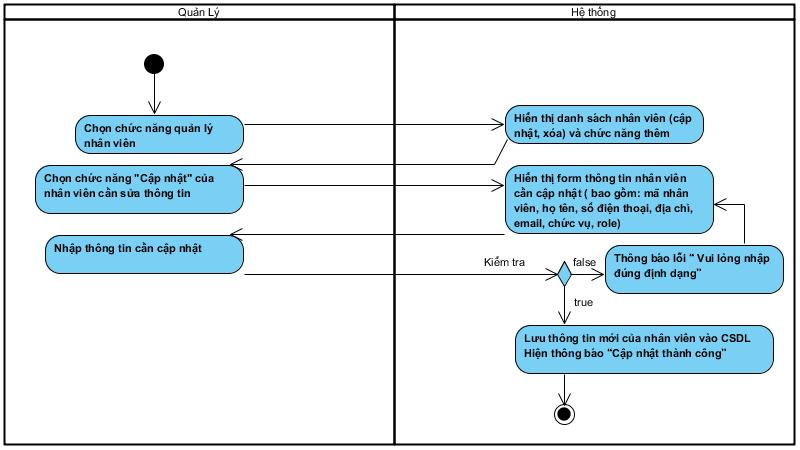 Quản Lý
Hệ thống
Chọn chức năng quản lý
nhân viên
Hiển thị danh sách nhân viên (cập
nhật, xóa) và chức năng thêm
Chọn chức năng "Cập nhật" của
nhân viên cần sửa thông tin
Hiển thị form thông tin nhân viên
cần cập nhật ( bao gồm: mã nhân
viên, họ tên, số điện thoại, địa chỉ,
email, chức vụ, role)
Nhập thông tin cần cập nhật
Kiểm tra
false
Thông báo lỗi “ Vui lòng nhập
đúng định dạng”
true
Lưu thông tin mới của nhân viên vào CSDL
Hiện thông báo “Cập nhật thành công”